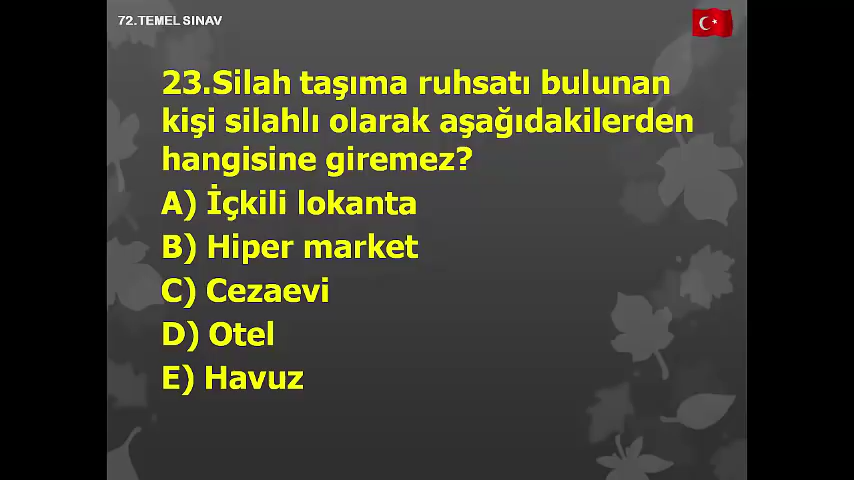 72.TEMEL SINAV
23.Silah taşıma ruhsatı bulunan
kişi silahlı olarak aşağıdakilerden
hangisine giremez?
A) İçkili lokanta
B) Hiper market
C) Cezaevi
D) Otel
E) Havuz